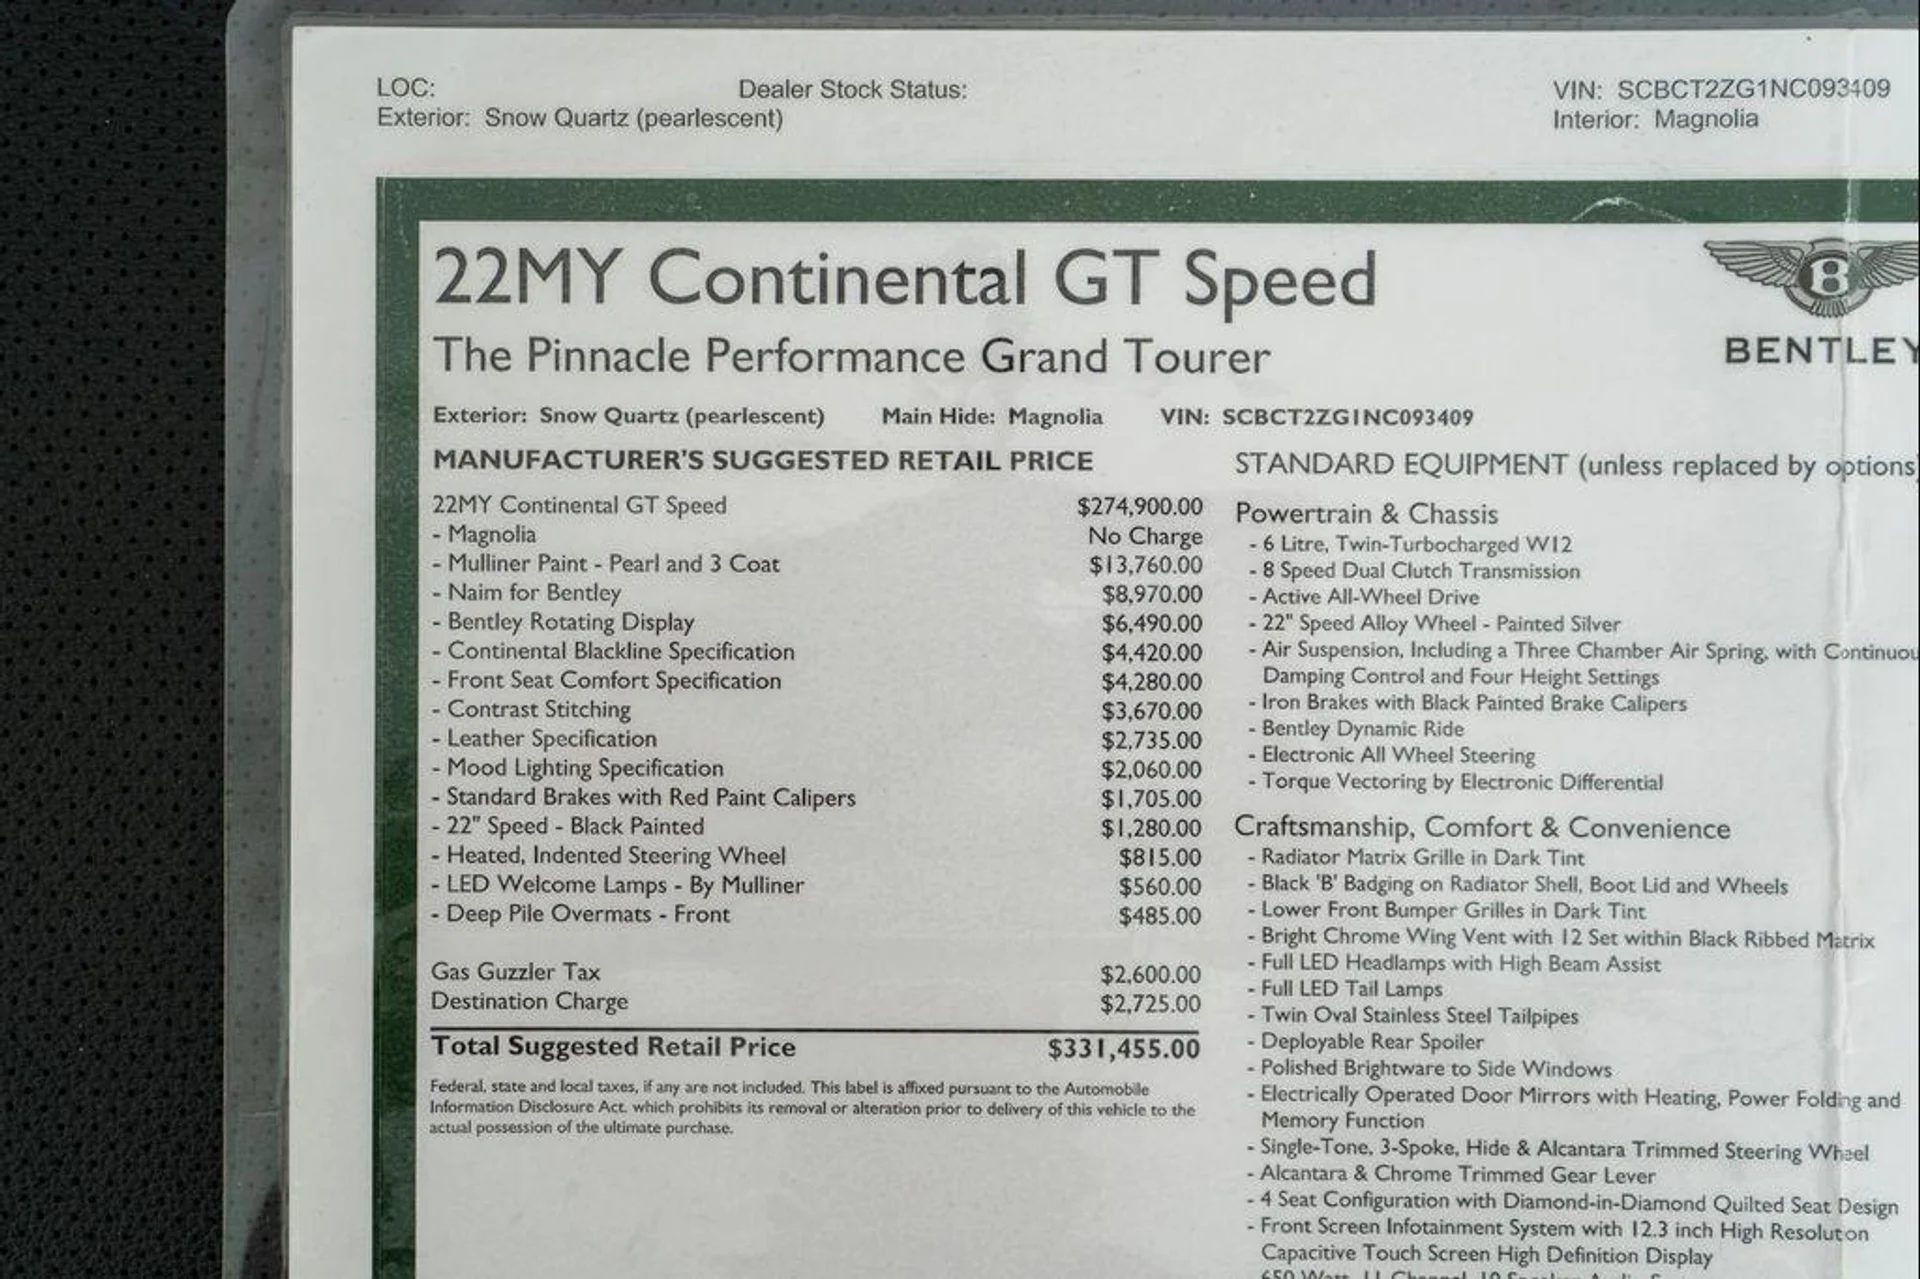 LOC: Dealer Stock Status: VIN: SCBCT2ZG1NC093409
Exterior: Snow Quartz (pearlescent) Interior: Magnolia
22MY Continental GT Speed
The Pinnacle Performance Grand Tourer
B
BENTLEY
Exterior: Snow Quartz (pearlescent) Main Hide: Magnolia VIN: SCBCT2ZG1NC093409
MANUFACTURER'S SUGGESTED RETAIL PRICE
22MY Continental GT Speed $274,900.00
- Magnolia No Charge
- Mulliner Paint - Pearl and 3 Coat $13,760.00
- Naim for Bentley $8,970.00
- Bentley Rotating Display $6,490.00
- Continental Blackline Specification $4,420.00
- Front Seat Comfort Specification $4,280.00
- Contrast Stitching $3,670.00
- Leather Specification $2,735.00
- Mood Lighting Specification $2,060.00
- Standard Brakes with Red Paint Calipers $1,705.00
- 22" Speed - Black Painted $1,280.00
- Heated, Indented Steering Wheel $815.00
- LED Welcome Lamps - By Mulliner $560.00
- Deep Pile Overmats - Front $485.00
Gas Guzzler Tax $2,600.00
Destination Charge $2,725.00
Total Suggested Retail Price $331,455.00
Federal, state and local taxes, if any are not included. This label is affixed pursuant to the Automobile
Information Disclosure Act. which prohibits its removal or alteration prior to delivery of this vehicle to the
actual possession of the ultimate purchase.
STANDARD EQUIPMENT (unless replaced by options)
Powertrain & Chassis
- 6 Litre, Twin-Turbocharged W12
- 8 Speed Dual Clutch Transmission
- Active All-Wheel Drive
- 22" Speed Alloy Wheel - Painted Silver
- Air Suspension, Including a Three Chamber Air Spring, with Continuou
Damping Control and Four Height Settings
- Iron Brakes with Black Painted Brake Calipers
- Bentley Dynamic Ride
- Electronic All Wheel Steering
- Torque Vectoring by Electronic Differential
Craftsmanship, Comfort & Convenience
- Radiator Matrix Grille in Dark Tint
- Black 'B' Badging on Radiator Shell, Boot Lid and Wheels
- Lower Front Bumper Grilles in Dark Tint
- Bright Chrome Wing Vent with 12 Set within Black Ribbed Matrix
- Full LED Headlamps with High Beam Assist
- Full LED Tail Lamps
- Twin Oval Stainless Steel Tailpipes
- Deployable Rear Spoiler
- Polished Brightware to Side Windows
- Electrically Operated Door Mirrors with Heating, Power Folding and
Memory Function
- Single-Tone, 3-Spoke, Hide & Alcantara Trimmed Steering Wheel
- Alcantara & Chrome Trimmed Gear Lever
- 4 Seat Configuration with Diamond-in-Diamond Quilted Seat Design
- Front Screen Infotainment System with 12.3 inch High Resoluton
Capacitive Touch Screen High Definition Display